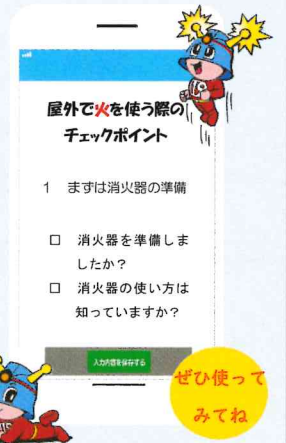 屋外で火を使う際の
チェックポイント
1　まずは消火器の準備
□　消火器を準備しま
したか？
□　消火器の使い方は
知っていますか？
入力内容を保存する
ぜひ使って
みてね